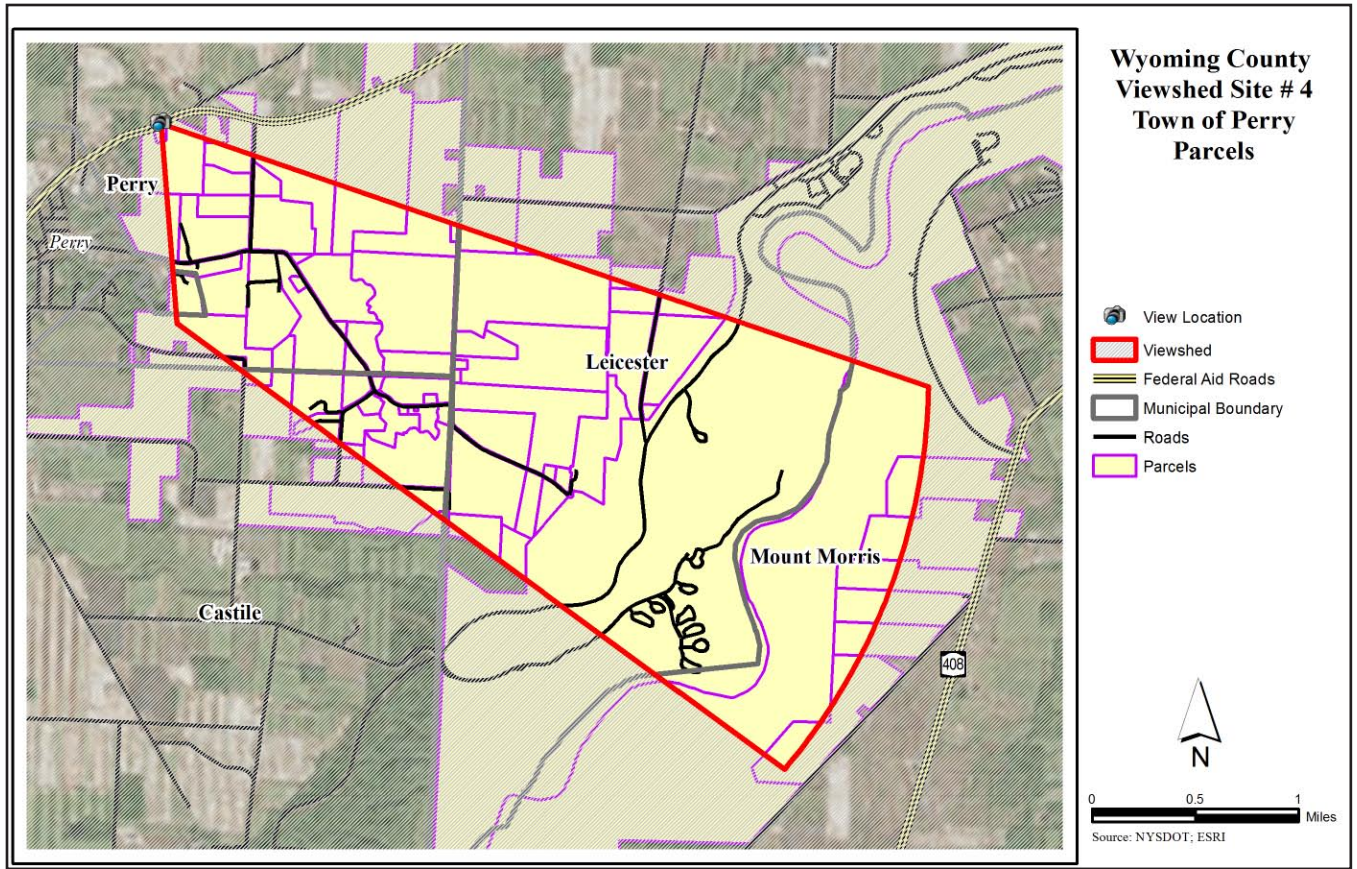 Wyoming County
Viewshed Site # 4
Town of Perry
Parcels
Perry
Perry
Leicester
Mount Morris
Castile
408
View Location
Viewshed
Federal Aid Roads
Municipal Boundary
Roads
Parcels
N
0 0.5 1
Miles
Source: NYSDOT; ESRI